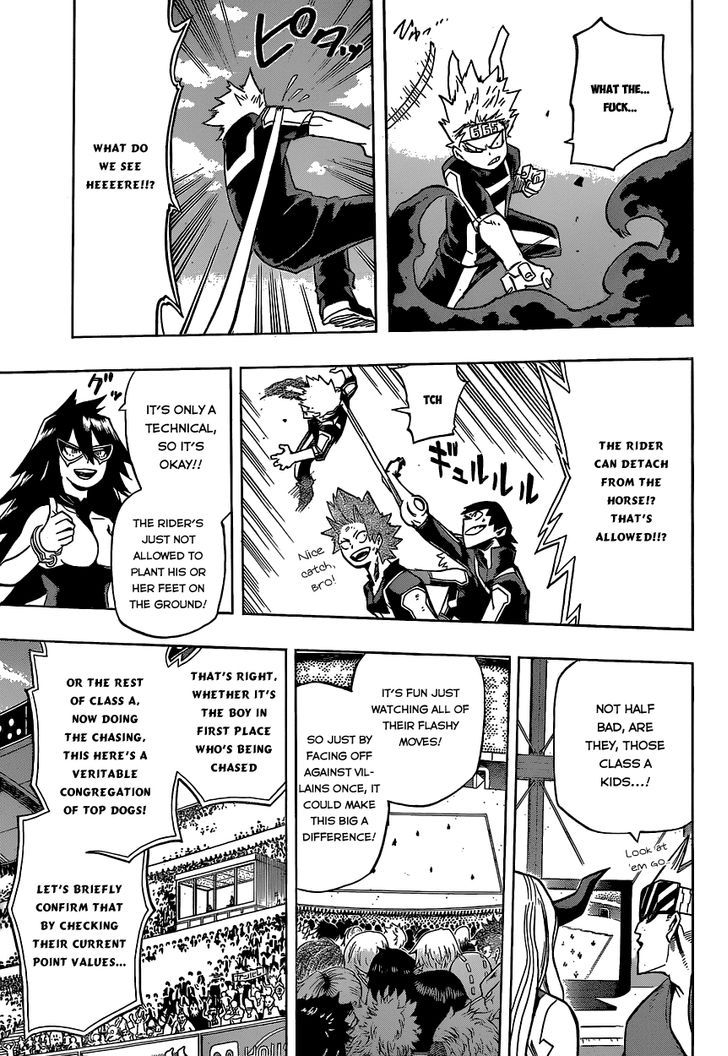 WHAT THE...
FUCK...
ピトッ
WHAT DO
WE SEE
HEEEERE!!?
THE RIDER
CAN DETACH
FROM THE
HORSE!?
THAT'S
ALLOWED!!?
TCH
ギュルルル
Nice
catch,
bro!
グッ
IT'S ONLY A
TECHNICAL,
SO IT'S
OKAY!!
THE RIDER'S
JUST NOT
ALLOWED TO
PLANT HIS OR
HER FEET ON
THE GROUND!
NOT HALF
BAD, ARE
THEY, THOSE
CLASS A
KIDS...!
Look at
'em GO
IT'S FUN JUST
WATCHING ALL OF
THEIR FLASHY
MOVES!
SO JUST BY
FACING OFF
AGAINST VIL-
LAINS ONCE, IT
COULD MAKE
THIS BIG A
DIFFERENCE!
THAT'S RIGHT,
WHETHER IT'S
THE BOY IN
FIRST PLACE
WHO'S BEING
CHASED
OR THE REST
OF CLASS A,
NOW DOING
THE CHASING,
THIS HERE'S A
VERITABLE
CONGREGATION
OF TOP DOGS!
LET'S BRIEFLY
CONFIRM THAT
BY CHECKING
THEIR CURRENT
POINT VALUES...